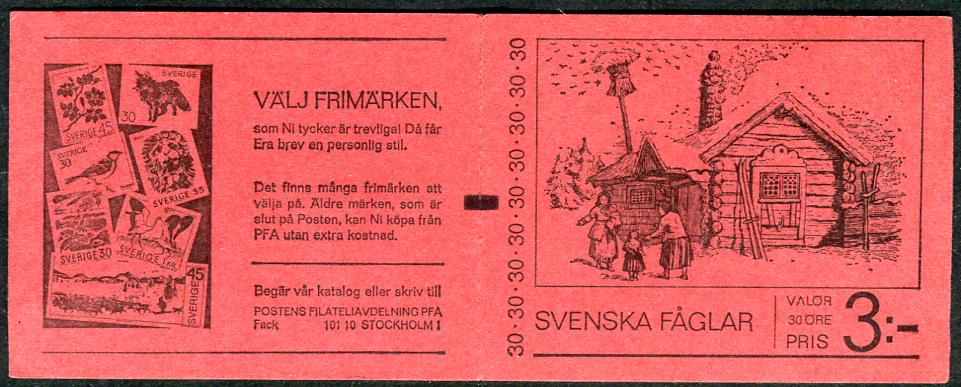 SVERIGE
30
SVERIGE 45
SVERIGE
30
SVERIGE 35
SVERIGE 30
SVERIGE 1 KR
SVERIGE 45
VÄLJ FRIMÄRKEN,
som Ni tycker är trevliga! Då får
Era brev en personlig stil.
Det finns många frimärken att
välja på. Äldre märken, som är
slut på Posten, kan Ni köpa från
PFA utan extra kostnad.
Begär vår katalog eller skriv till
POSTENS FILATELIAVDELNING PFA
Fack 101 10 STOCKHOLM 1
30·30·30·30·30·30·30·30·30·30
SVENSKA FÅGLAR
VALÖR
30 ÖRE
PRIS 3:-